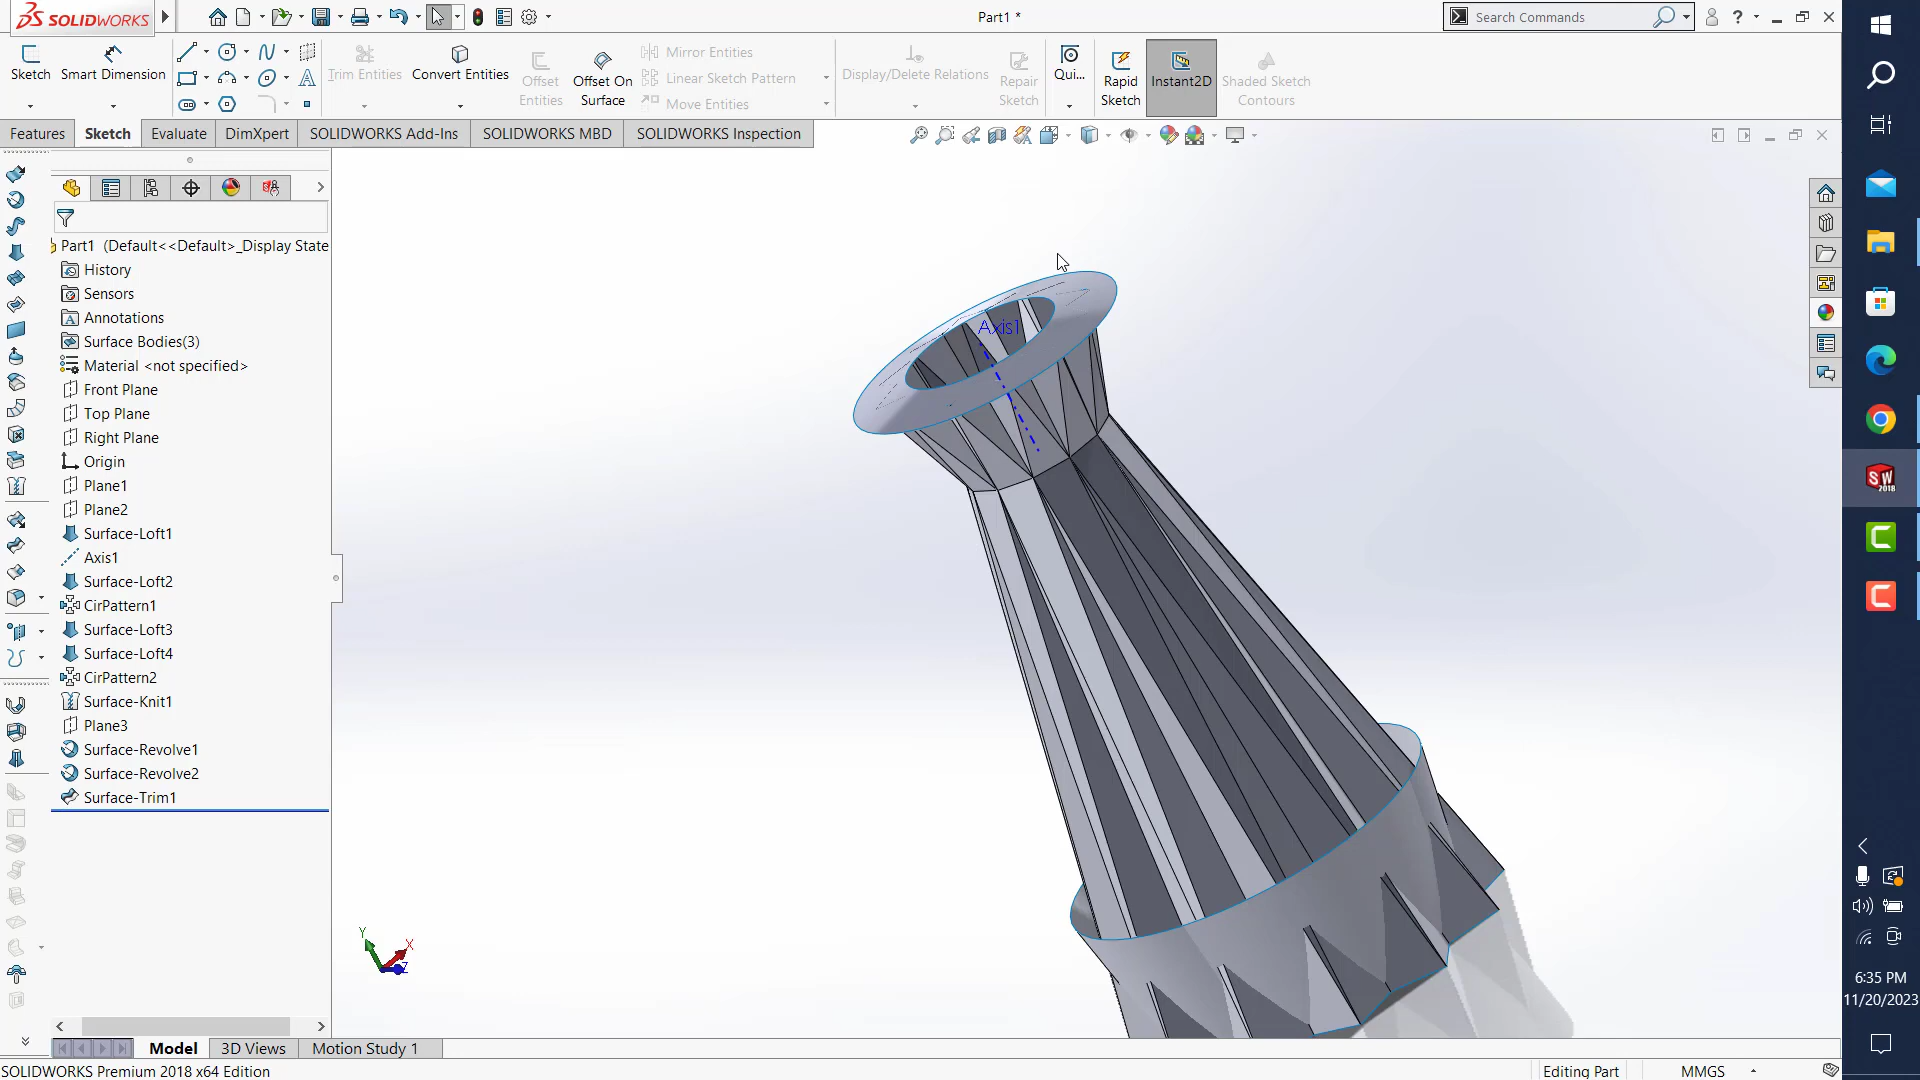 SOLIDWORKS
Part1 *
Search Commands
?
Sketch
Smart Dimension
Trim Entities
Convert Entities
Offset
Entities
Offset On
Surface
Mirror Entities
Linear Sketch Pattern
Move Entities
Display/Delete Relations
Repair
Sketch
Qui...
Rapid
Sketch
Instant2D
Shaded Sketch
Contours
Features
Sketch
Evaluate
DimXpert
SOLIDWORKS Add-Ins
SOLIDWORKS MBD
SOLIDWORKS Inspection
Part1 (Default<<Default>_Display State
History
Sensors
Annotations
Surface Bodies(3)
Material <not specified>
Front Plane
Top Plane
Right Plane
Origin
Plane1
Plane2
Surface-Loft1
Axis1
Surface-Loft2
CirPattern1
Surface-Loft3
Surface-Loft4
CirPattern2
Surface-Knit1
Plane3
Surface-Revolve1
Surface-Revolve2
Surface-Trim1
Axis1
Y
X
Z
SW
2018
6:35 PM
11/20/2023
Model
3D Views
Motion Study 1
SOLIDWORKS Premium 2018 x64 Edition
Editing Part
MMGS